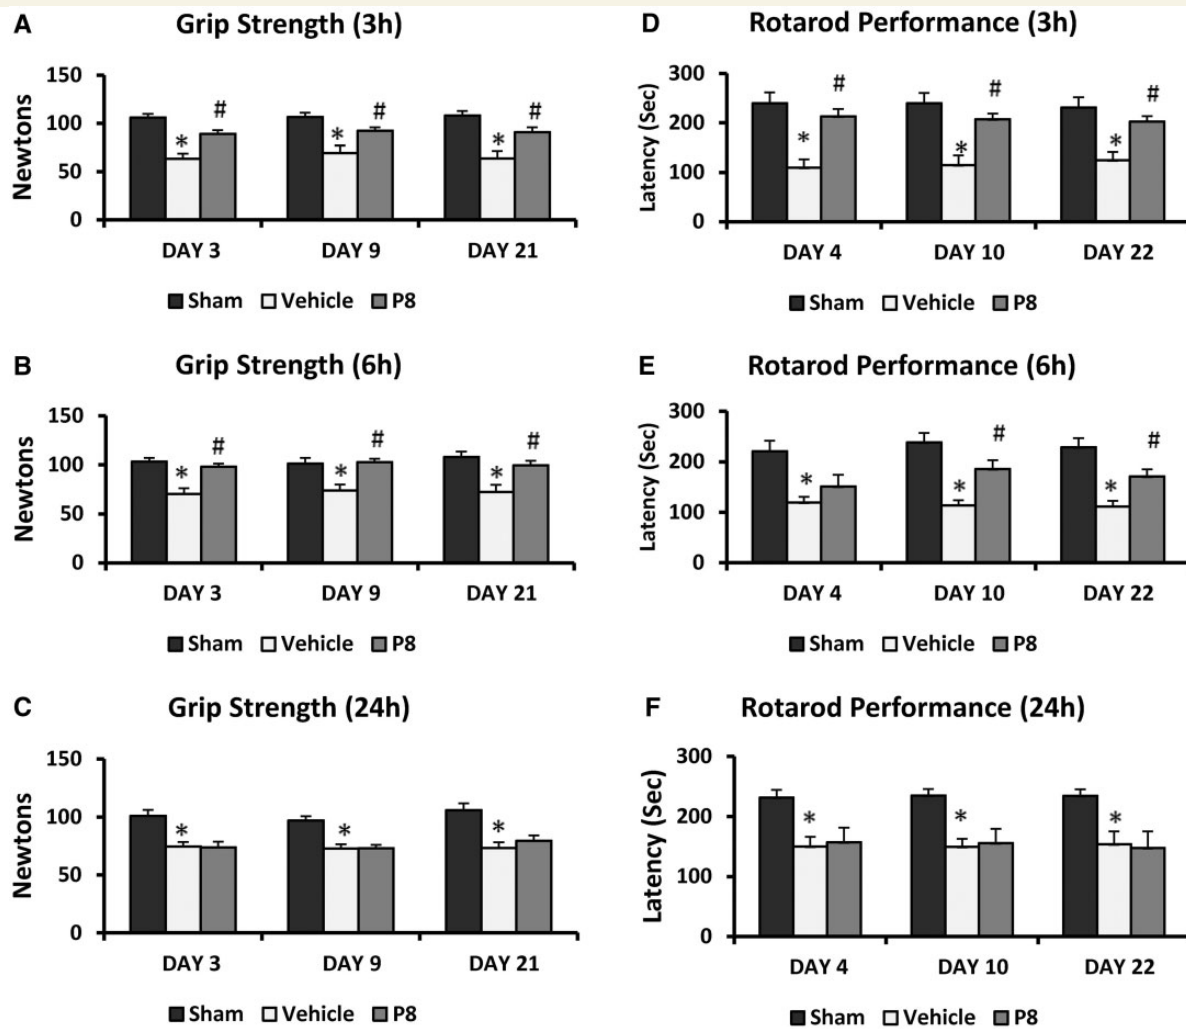 A Grip Strength (3h)
Newtons
150
100
50
0
* # * # * #
DAY 3 DAY 9 DAY 21
Sham Vehicle P8
B Grip Strength (6h)
Newtons
150
100
50
0
* # * # * #
DAY 3 DAY 9 DAY 21
Sham Vehicle P8
C Grip Strength (24h)
Newtons
150
100
50
0
* * *
DAY 3 DAY 9 DAY 21
Sham Vehicle P8
D Rotarod Performance (3h)
Latency (Sec)
300
200
100
0
* # * # * #
DAY 4 DAY 10 DAY 22
Sham Vehicle P8
E Rotarod Performance (6h)
Latency (Sec)
300
200
100
0
* * # * #
DAY 4 DAY 10 DAY 22
Sham Vehicle P8
F Rotarod Performance (24h)
Latency (Sec)
300
200
100
0
* * *
DAY 4 DAY 10 DAY 22
Sham Vehicle P8